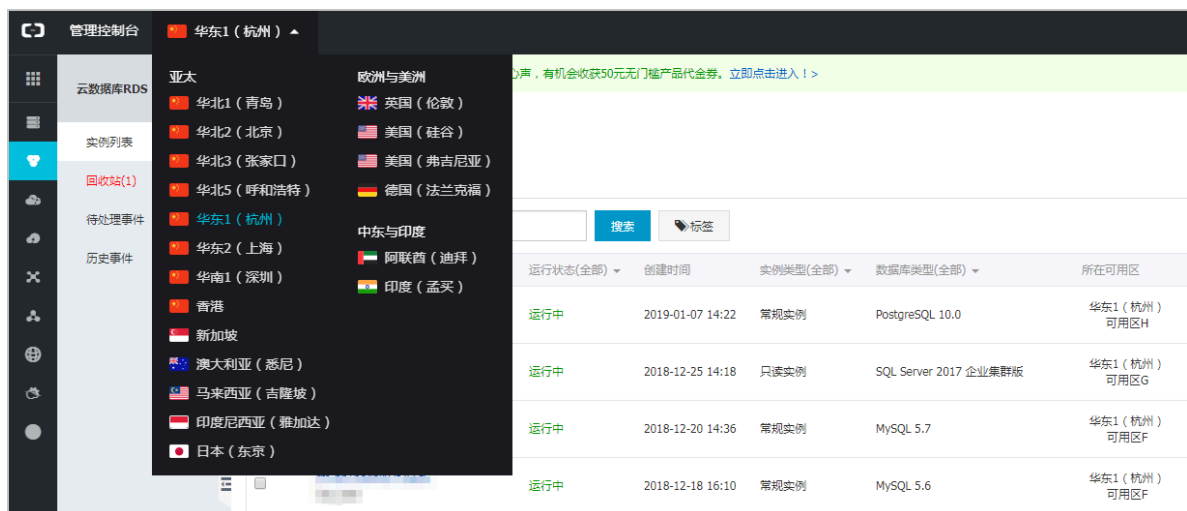 管理控制台
华东1（杭州）
云数据库RDS
实例列表
回收站(1)
待处理事件
历史事件
亚太
华北1（青岛）
华北2（北京）
华北3（张家口）
华北5（呼和浩特）
华东1（杭州）
华东2（上海）
华南1（深圳）
香港
新加坡
澳大利亚（悉尼）
马来西亚（吉隆坡）
印度尼西亚（雅加达）
日本（东京）
欧洲与美洲
英国（伦敦）
美国（硅谷）
美国（弗吉尼亚）
德国（法兰克福）
中东与印度
阿联酋（迪拜）
印度（孟买）
声，有机会收获50元无门槛产品代金券。立即点击进入！>
搜索 标签
运行状态(全部) 创建时间 实例类型(全部) 数据库类型(全部) 所在可用区
运行中 2019-01-07 14:22 常规实例 PostgreSQL 10.0 华东1（杭州）
可用区H
运行中 2018-12-25 14:18 只读实例 SQL Server 2017 企业集群版 华东1（杭州）
可用区G
运行中 2018-12-20 14:36 常规实例 MySQL 5.7 华东1（杭州）
可用区F
运行中 2018-12-18 16:10 常规实例 MySQL 5.6 华东1（杭州）
可用区F